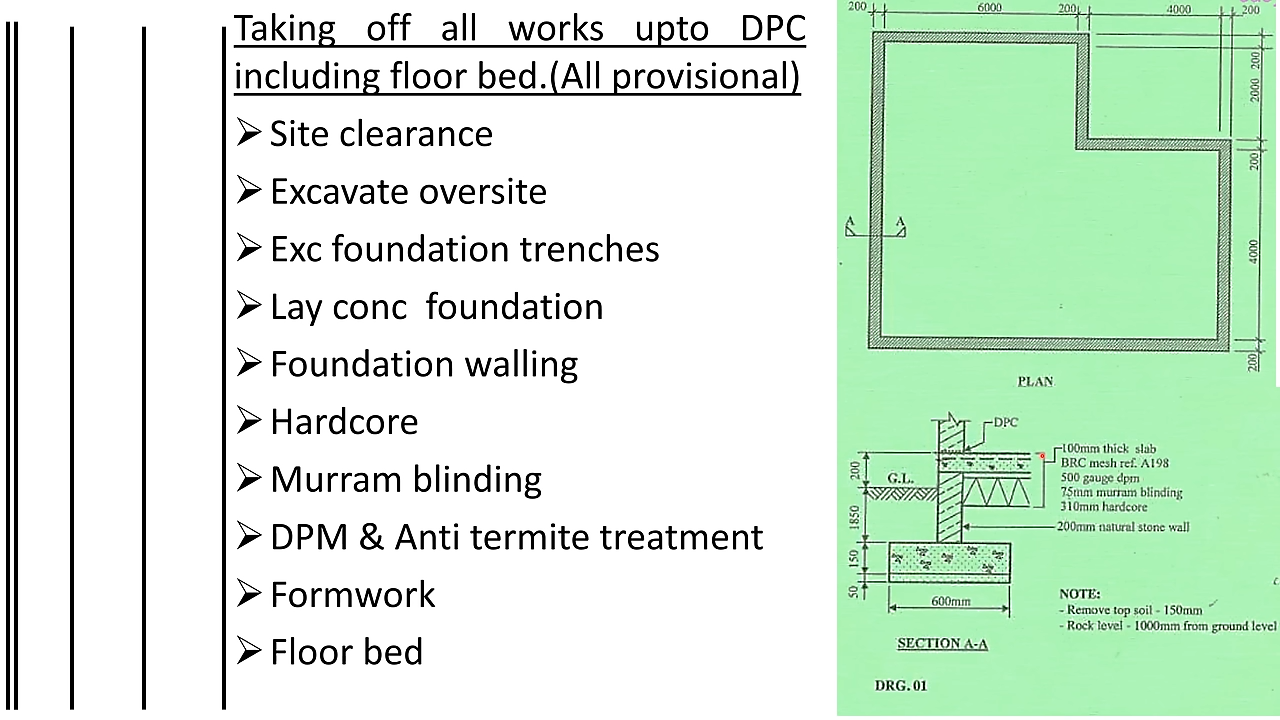 Taking off all works upto DPC
including floor bed.(All provisional)
Site clearance
Excavate oversite
Exc foundation trenches
Lay conc foundation
Foundation walling
Hardcore
Murram blinding
DPM & Anti termite treatment
Formwork
Floor bed
200 6000 200 4000 200
200
2000
200
4000
200
A A
PLAN
DPC
100mm thick slab
BRC mesh ref. A198
500 gauge dpm
75mm murram blinding
310mm hardcore
200mm natural stone wall
G.L.
200
1850
150
50
600mm
SECTION A-A
NOTE:
- Remove top soil - 150mm
- Rock level - 1000mm from ground level
DRG. 01